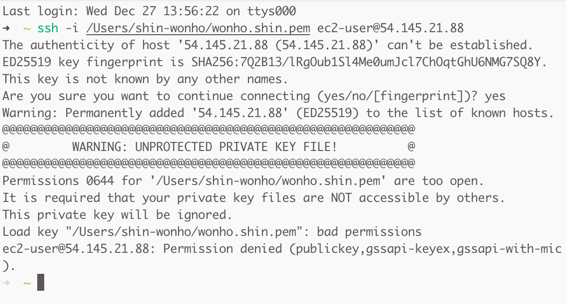 Last login: Wed Dec 27 13:56:22 on ttys000
➜  ~ ssh -i /Users/shin-wonho/wonho.shin.pem ec2-user@54.145.21.88
The authenticity of host '54.145.21.88 (54.145.21.88)' can't be established.
ED25519 key fingerprint is SHA256:7Q2B13/lRgOub1Sl4Me0umJcl7ChOqtGhU6NMG7SQ8Y.
This key is not known by any other names.
Are you sure you want to continue connecting (yes/no/[fingerprint])? yes
Warning: Permanently added '54.145.21.88' (ED25519) to the list of known hosts.
@@@@@@@@@@@@@@@@@@@@@@@@@@@@@@@@@@@@@@@@@@@@@@@@@@@@@@@@@@@
@         WARNING: UNPROTECTED PRIVATE KEY FILE!          @
@@@@@@@@@@@@@@@@@@@@@@@@@@@@@@@@@@@@@@@@@@@@@@@@@@@@@@@@@@@
Permissions 0644 for '/Users/shin-wonho/wonho.shin.pem' are too open.
It is required that your private key files are NOT accessible by others.
This private key will be ignored.
Load key "/Users/shin-wonho/wonho.shin.pem": bad permissions
ec2-user@54.145.21.88: Permission denied (publickey,gssapi-keyex,gssapi-with-mic
).
➜  ~